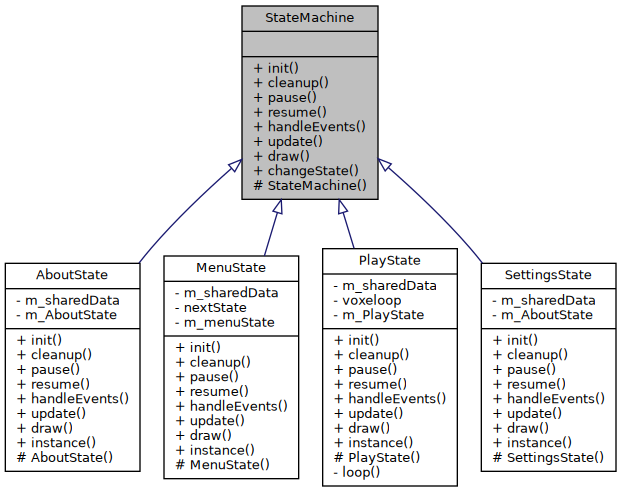 StateMachine
+ init()
+ cleanup()
+ pause()
+ resume()
+ handleEvents()
+ update()
+ draw()
+ changeState()
# StateMachine()
AboutState
- m_sharedData
- m_AboutState
+ init()
+ cleanup()
+ pause()
+ resume()
+ handleEvents()
+ update()
+ draw()
+ instance()
# AboutState()
MenuState
- m_sharedData
- nextState
- m_menuState
+ init()
+ cleanup()
+ pause()
+ resume()
+ handleEvents()
+ update()
+ draw()
+ instance()
# MenuState()
PlayState
- m_sharedData
- voxeloop
- m_PlayState
+ init()
+ cleanup()
+ pause()
+ resume()
+ handleEvents()
+ update()
+ draw()
+ instance()
# PlayState()
- loop()
SettingsState
- m_sharedData
- m_AboutState
+ init()
+ cleanup()
+ pause()
+ resume()
+ handleEvents()
+ update()
+ draw()
+ instance()
# SettingsState()